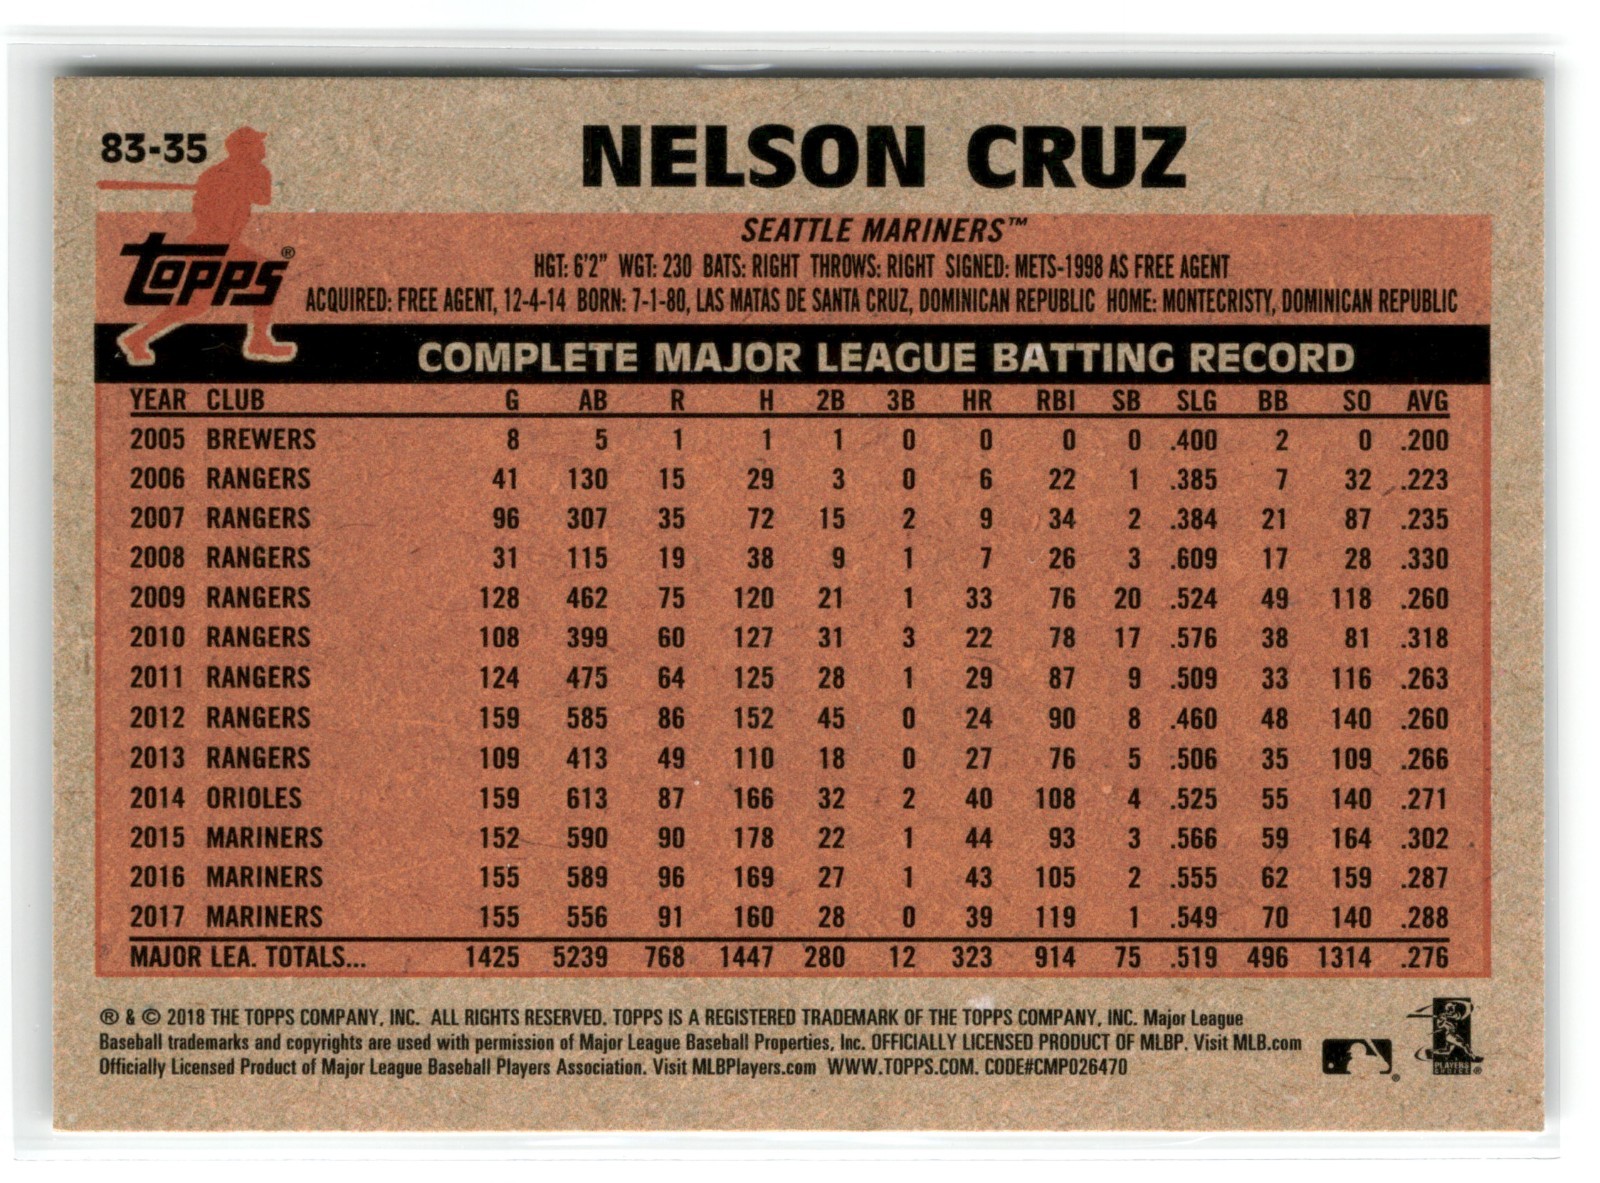 83-35
NELSON CRUZ
SEATTLE MARINERS™
Topps®
HGT: 6'2" WGT: 230 BATS: RIGHT THROWS: RIGHT SIGNED: METS-1998 AS FREE AGENT
ACQUIRED: FREE AGENT, 12-4-14 BORN: 7-1-80, LAS MATAS DE SANTA CRUZ, DOMINICAN REPUBLIC HOME: MONTECRISTY, DOMINICAN REPUBLIC
COMPLETE MAJOR LEAGUE BATTING RECORD
YEAR CLUB G AB R H 2B 3B HR RBI SB SLG BB SO AVG
2005 BREWERS 8 5 1 1 1 0 0 0 0 .400 2 0 .200
2006 RANGERS 41 130 15 29 3 0 6 22 1 .385 7 32 .223
2007 RANGERS 96 307 35 72 15 2 9 34 2 .384 21 87 .235
2008 RANGERS 31 115 19 38 9 1 7 26 3 .609 17 28 .330
2009 RANGERS 128 462 75 120 21 1 33 76 20 .524 49 118 .260
2010 RANGERS 108 399 60 127 31 3 22 78 17 .576 38 81 .318
2011 RANGERS 124 475 64 125 28 1 29 87 9 .509 33 116 .263
2012 RANGERS 159 585 86 152 45 0 24 90 8 .460 48 140 .260
2013 RANGERS 109 413 49 110 18 0 27 76 5 .506 35 109 .266
2014 ORIOLES 159 613 87 166 32 2 40 108 4 .525 55 140 .271
2015 MARINERS 152 590 90 178 22 1 44 93 3 .566 59 164 .302
2016 MARINERS 155 589 96 169 27 1 43 105 2 .555 62 159 .287
2017 MARINERS 155 556 91 160 28 0 39 119 1 .549 70 140 .288
MAJOR LEA. TOTALS... 1425 5239 768 1447 280 12 323 914 75 .519 496 1314 .276
® & © 2018 THE TOPPS COMPANY, INC. ALL RIGHTS RESERVED. TOPPS IS A REGISTERED TRADEMARK OF THE TOPPS COMPANY, INC. Major League
Baseball trademarks and copyrights are used with permission of Major League Baseball Properties, Inc. OFFICIALLY LICENSED PRODUCT OF MLBP. Visit MLB.com
Officially Licensed Product of Major League Baseball Players Association. Visit MLBPlayers.com WWW.TOPPS.COM. CODE#CMP026470
PLAYERS
CHOICE®